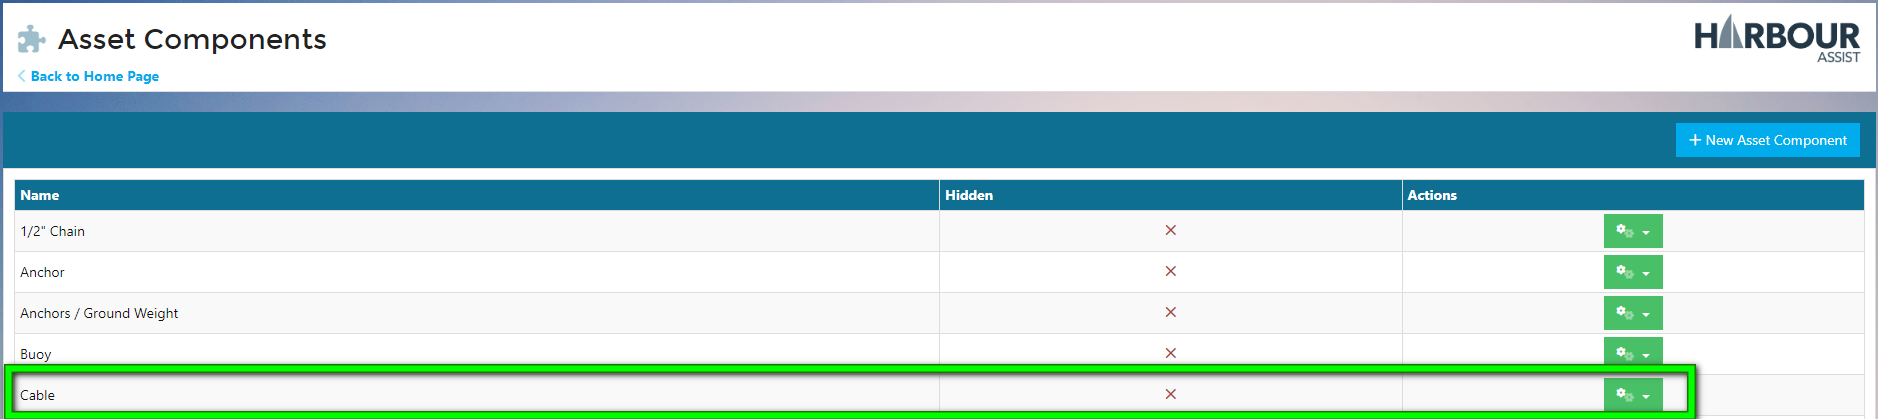 Asset Components
HARBOUR
ASSIST
Back to Home Page
+ New Asset Component
Name Hidden Actions
1/2" Chain
Anchor
Anchors / Ground Weight
Buoy
Cable